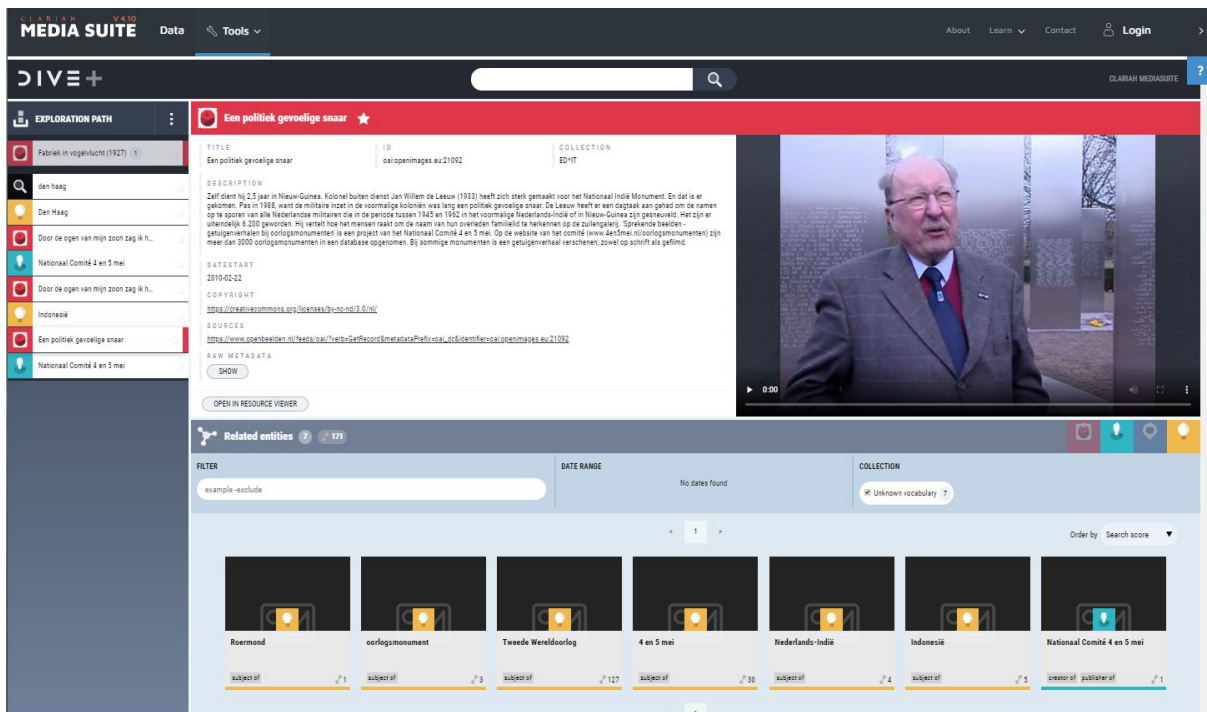 CLARIAH V 4.10
MEDIA SUITE Data Tools About Learn Contact Login
DIVE+ CLARIAH MEDIASUITE ?
EXPLORATION PATH
Fabriek in vogelvlucht (1927) 1
den haag
Den Haag
Door de ogen van mijn zoon zag ik h...
Nationaal Comité 4 en 5 mei
Door de ogen van mijn zoon zag ik h...
Indonesië
Een politiek gevoelige snaar
Nationaal Comité 4 en 5 mei
Een politiek gevoelige snaar
TITLE ID COLLECTION
Een politiek gevoelige snaar oai:openimages.eu:21092 ED*IT
DESCRIPTION
Zelf dient hij 2,5 jaar in Nieuw-Guinea. Kolonel buiten dienst Jan Willem de Leeuw (1933) heeft zich sterk gemaakt voor het Nationaal Indië Monument. En dat is er
gekomen. Pas in 1988, want de militaire inzet in de voormalige koloniën was lang een politiek gevoelige snaar. De Leeuw heeft er een dagtaak aan gehad om de namen
op te sporen van alle Nederlandse militairen die in de periode tussen 1945 en 1962 in het voormalige Nederlands-Indië of in Nieuw-Guinea zijn gesneuveld. Het zijn er
uiteindelijk 6.200 geworden. Hij vertelt hoe het mensen raakt om de naam van hun overleden familielid te herkennen op de zuilengalerij. 'Sprekende beelden -
getuigenverhalen bij oorlogsmonumenten' is een project van het Nationaal Comité 4 en 5 mei. Op de website van het comité (www.4en5mei.nl/oorlogsmonumenten) zijn
meer dan 3000 oorlogsmonumenten in een database opgenomen. Bij sommige monumenten is een getuigenverhaal verschenen; zowel op schrift als gefilmd.
DATESTART
2010-02-22
COPYRIGHT
https://creativecommons.org/licenses/by-nc-nd/3.0/nl/
SOURCES
https://www.openbeelden.nl/feeds/oai/?verb=GetRecord&metadataPrefix=oai_dc&identifier=oai:openimages.eu:21092
RAW METADATA
SHOW
OPEN IN RESOURCE VIEWER
0:00
Related entities 7 171
FILTER DATE RANGE COLLECTION
example -exclude No dates found Unknown vocabulary 7
< 1 >
Order by Search score
Roermond oorlogsmonument Tweede Wereldoorlog 4 en 5 mei Nederlands-Indië Indonesië Nationaal Comité 4 en 5 mei
subject of 1 subject of 3 subject of 127 subject of 30 subject of 4 subject of 5 creator of publisher of 1